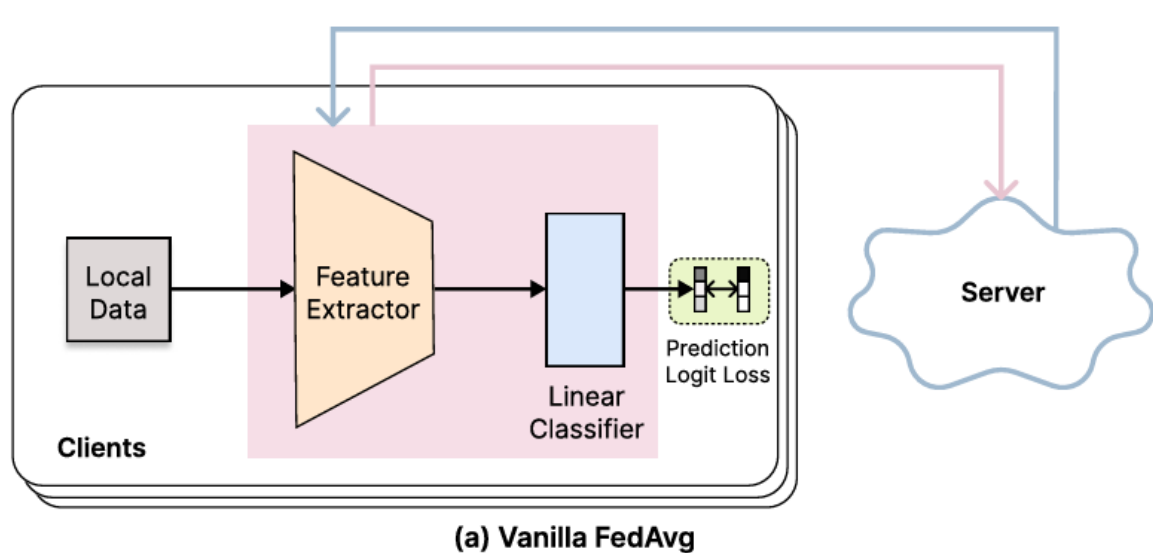 Local
Data
Feature
Extractor
Linear
Classifier
Prediction
Logit Loss
Clients
Server
(a) Vanilla FedAvg